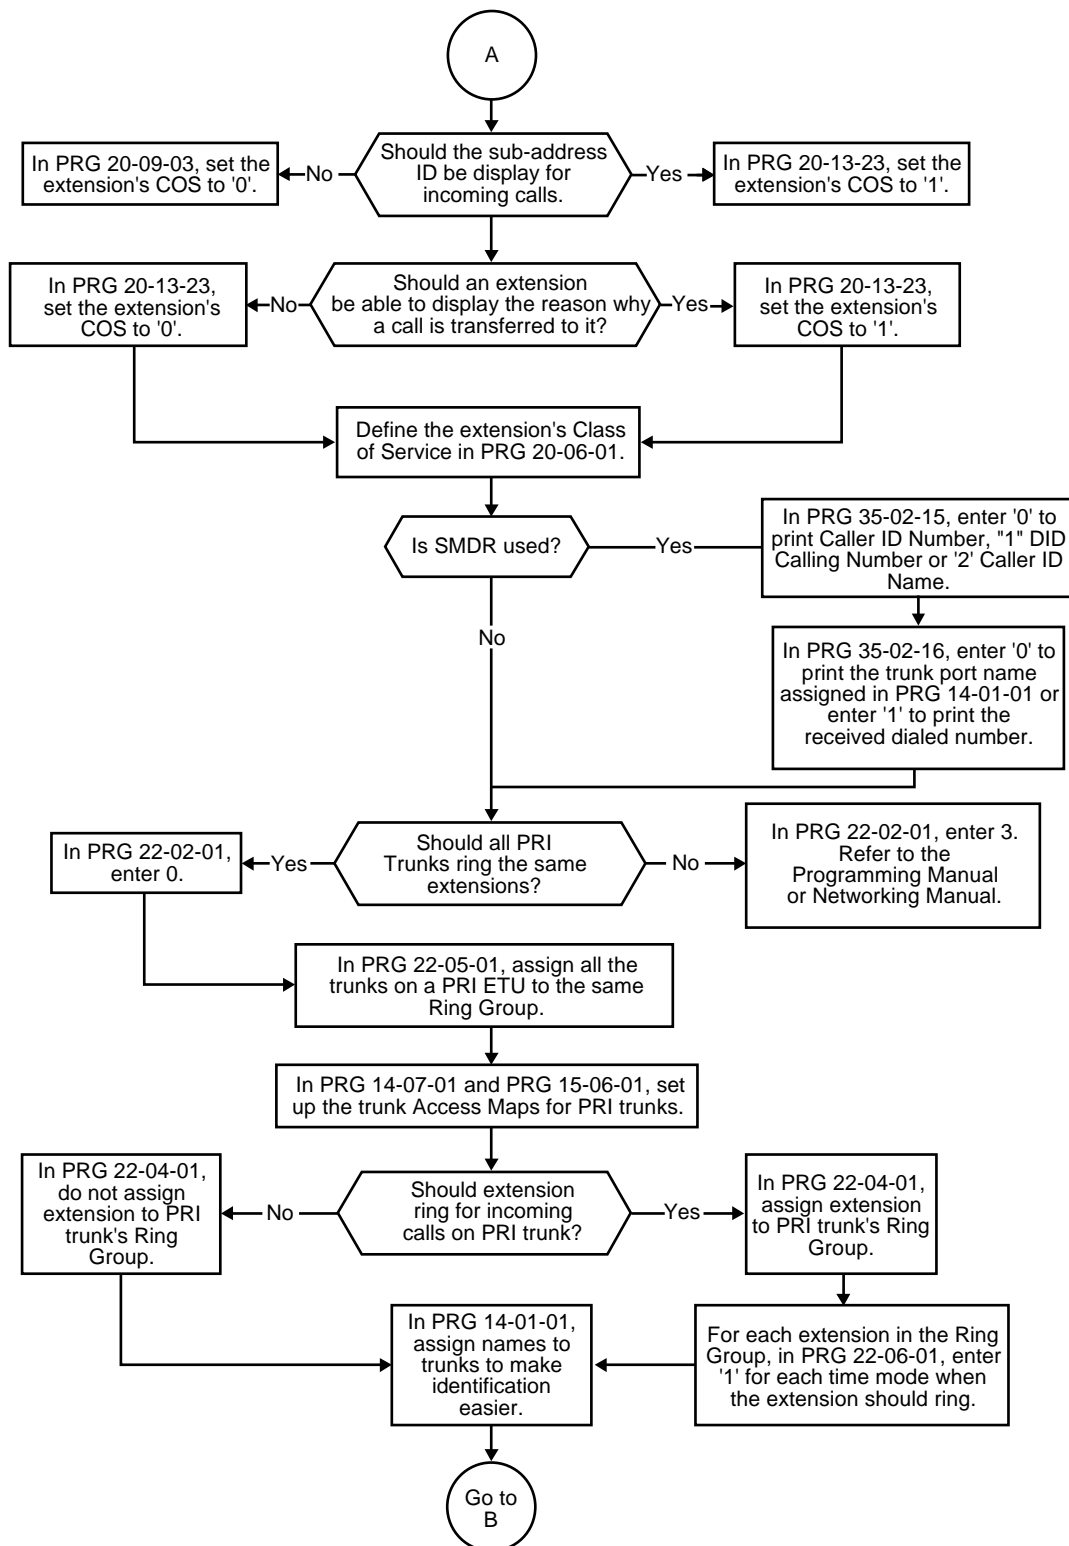 A
Should the sub-address
ID be display for
incoming calls.
No
In PRG 20-09-03, set the
extension's COS to '0'.
Yes
In PRG 20-13-23, set the
extension's COS to '1'.
Should an extension
be able to display the reason why
a call is transferred to it?
No
In PRG 20-13-23,
set the extension's
COS to '0'.
Yes
In PRG 20-13-23,
set the extension's
COS to '1'.
Define the extension's Class
of Service in PRG 20-06-01.
Is SMDR used?
Yes
In PRG 35-02-15, enter '0' to
print Caller ID Number, "1" DID
Calling Number or '2' Caller ID
Name.
No
In PRG 35-02-16, enter '0' to
print the trunk port name
assigned in PRG 14-01-01 or
enter '1' to print the
received dialed number.
Should all PRI
Trunks ring the same
extensions?
Yes
In PRG 22-02-01,
enter 0.
No
In PRG 22-02-01, enter 3.
Refer to the
Programming Manual
or Networking Manual.
In PRG 22-05-01, assign all the
trunks on a PRI ETU to the same
Ring Group.
In PRG 14-07-01 and PRG 15-06-01, set
up the trunk Access Maps for PRI trunks.
Should extension
ring for incoming
calls on PRI trunk?
No
In PRG 22-04-01,
do not assign
extension to PRI
trunk's Ring
Group.
Yes
In PRG 22-04-01,
assign extension
to PRI trunk's Ring
Group.
In PRG 14-01-01,
assign names to
trunks to make
identification
easier.
For each extension in the Ring
Group, in PRG 22-06-01, enter
'1' for each time mode when
the extension should ring.
Go to
B